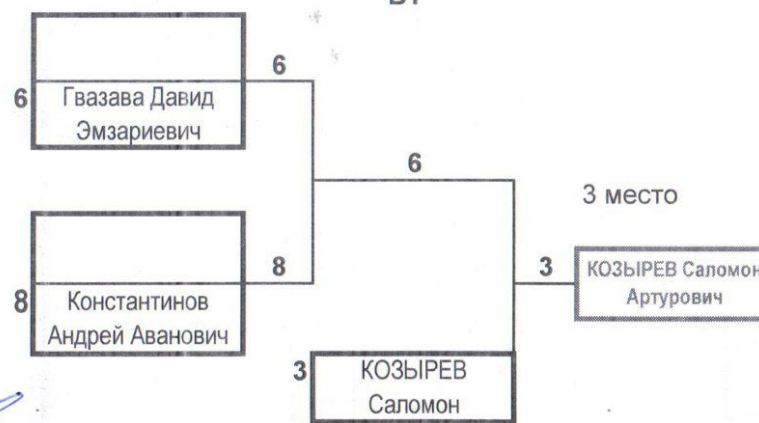 6
Гвазава Давид
Эмзариевич
6
6
3 место
8
Константинов
Андрей Аванович
8
3
КОЗЫРЕВ Саломон
Артурович
3
КОЗЫРЕВ
Саломон